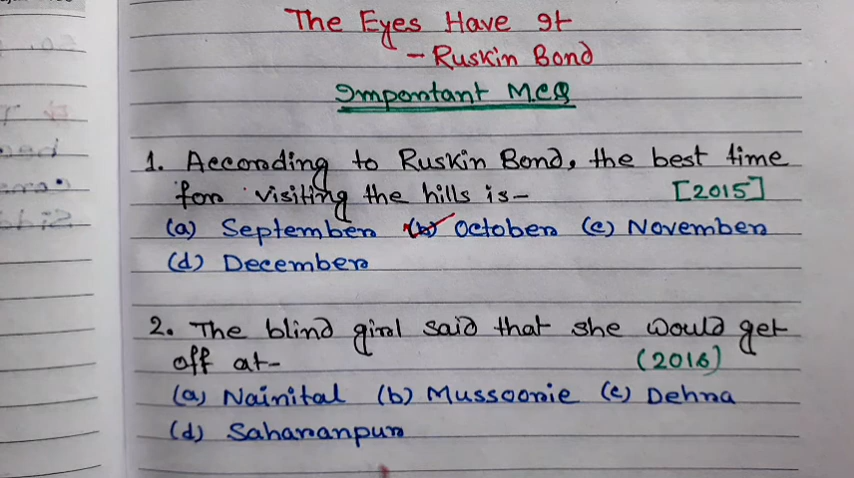 The Eyes Have It
- Ruskin Bond
Important MCQ
1. According to Ruskin Bond, the best time
for visiting the hills is-
[2015]
(a) September (b) October (c) November
(d) December
2. The blind girl said that she would get
off at-
(2016)
(a) Nainital (b) Mussoorie (c) Dehra
(d) Saharanpur